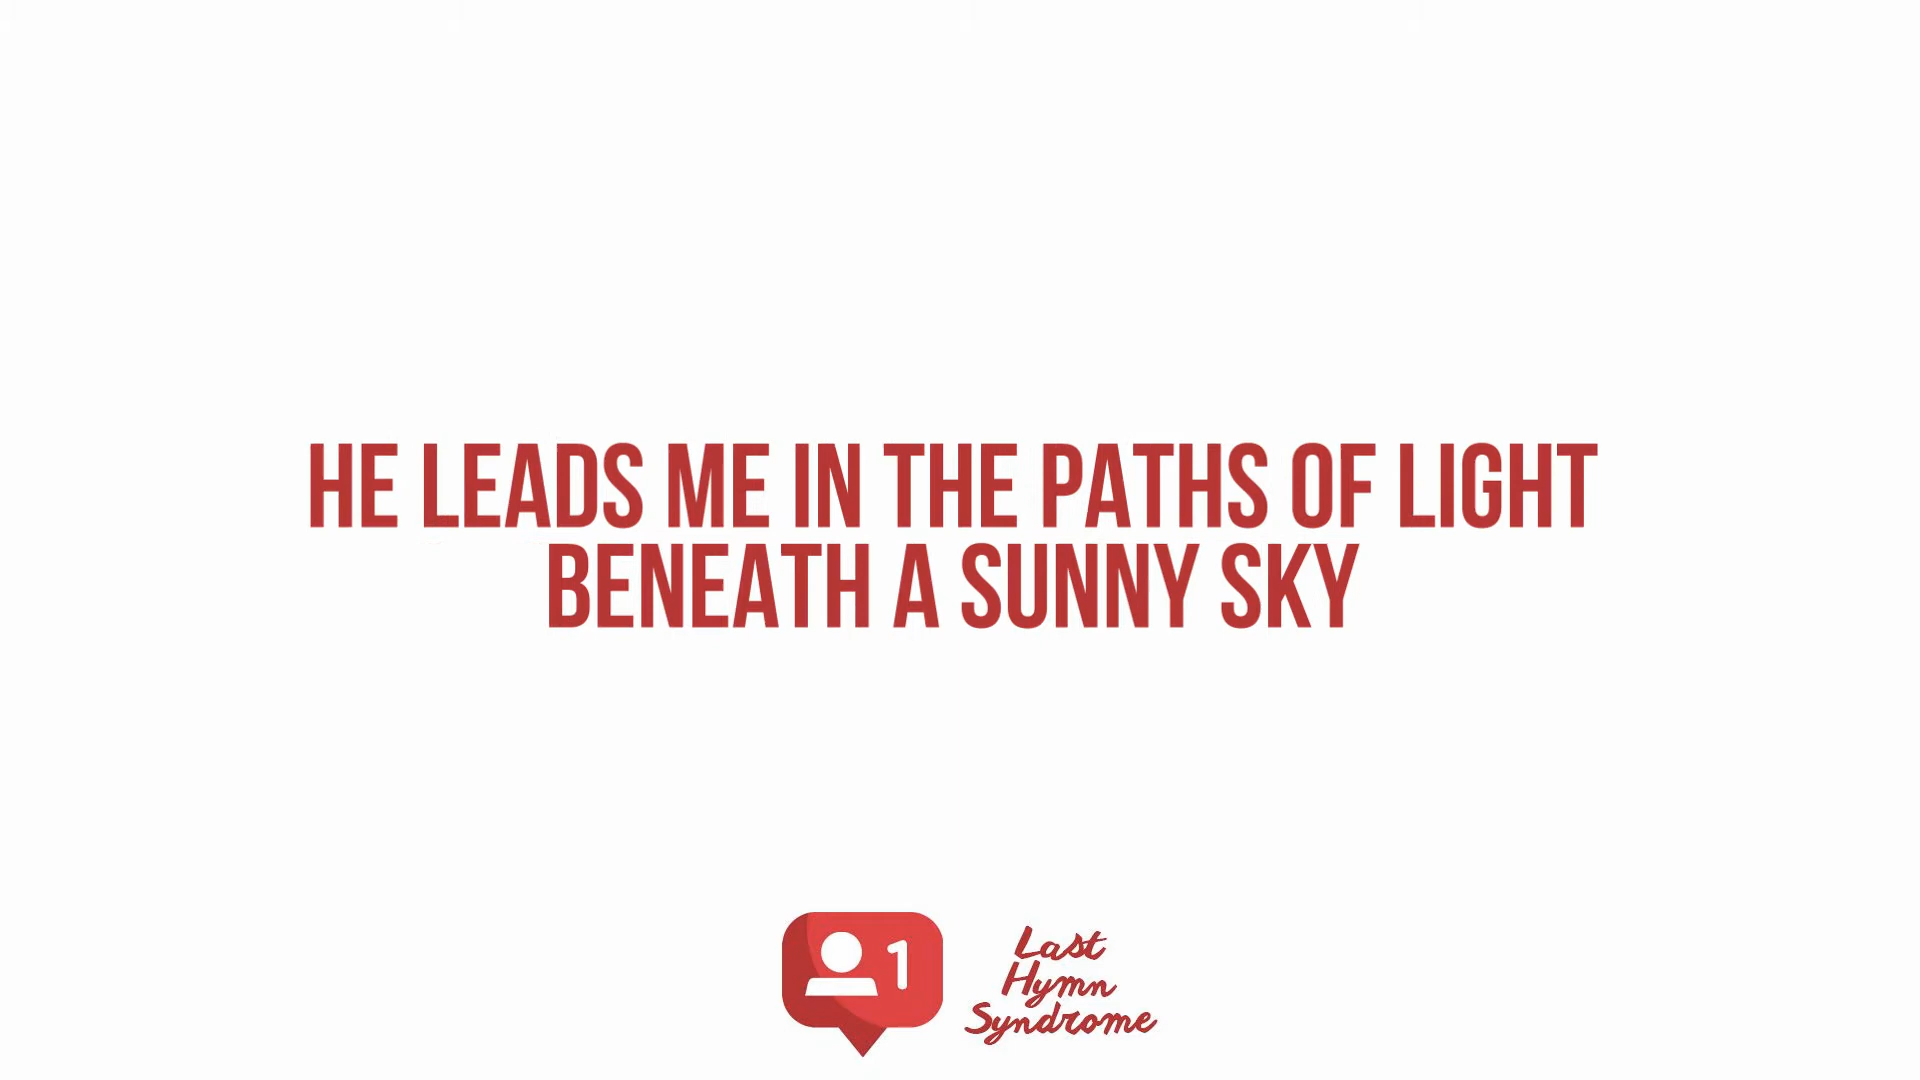 HE LEADS ME IN THE PATHS OF LIGHT
BENEATH A SUNNY SKY
1
Last
Hymn
Syndrome